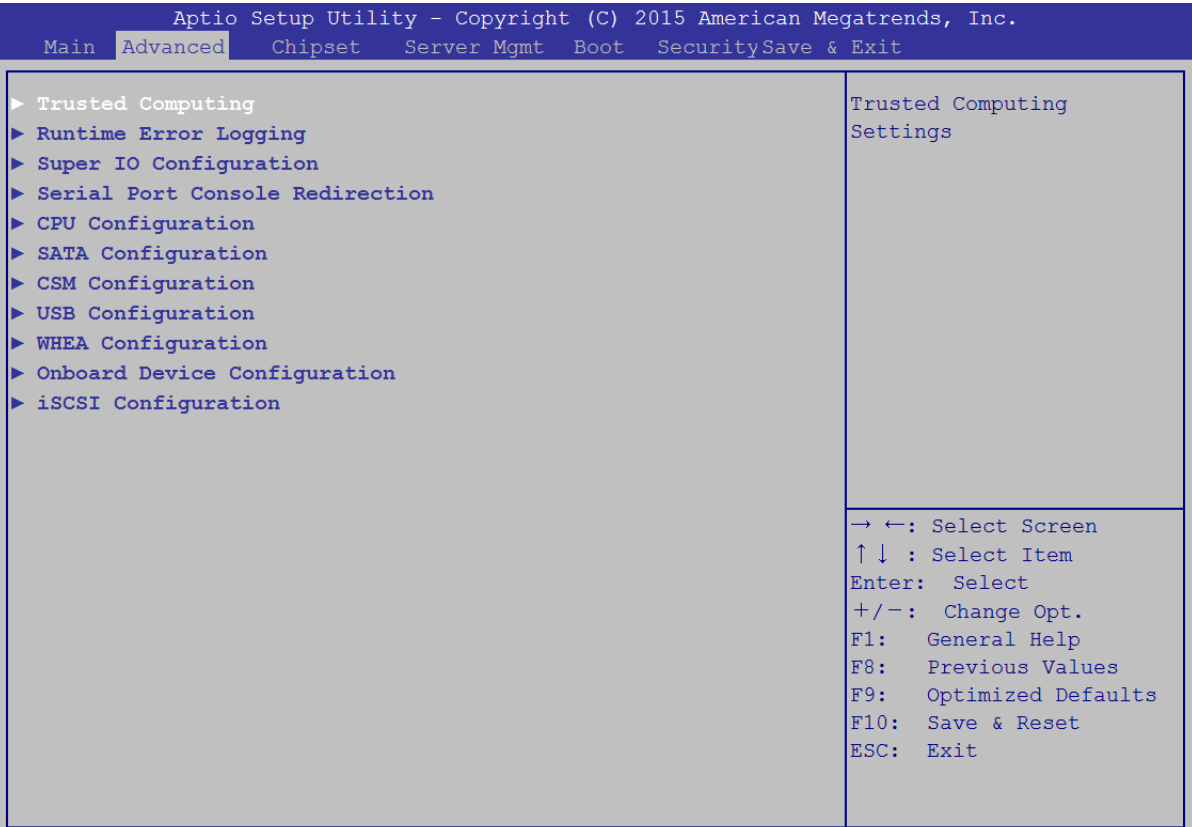 Aptio Setup Utility - Copyright (C) 2015 American Megatrends, Inc.
Main Advanced Chipset Server Mgmt Boot Security Save & Exit
► Trusted Computing
► Runtime Error Logging
► Super IO Configuration
► Serial Port Console Redirection
► CPU Configuration
► SATA Configuration
► CSM Configuration
► USB Configuration
► WHEA Configuration
► Onboard Device Configuration
► iSCSI Configuration
Trusted Computing
Settings
→ ←: Select Screen
↑↓ : Select Item
Enter: Select
+/-: Change Opt.
F1: General Help
F8: Previous Values
F9: Optimized Defaults
F10: Save & Reset
ESC: Exit